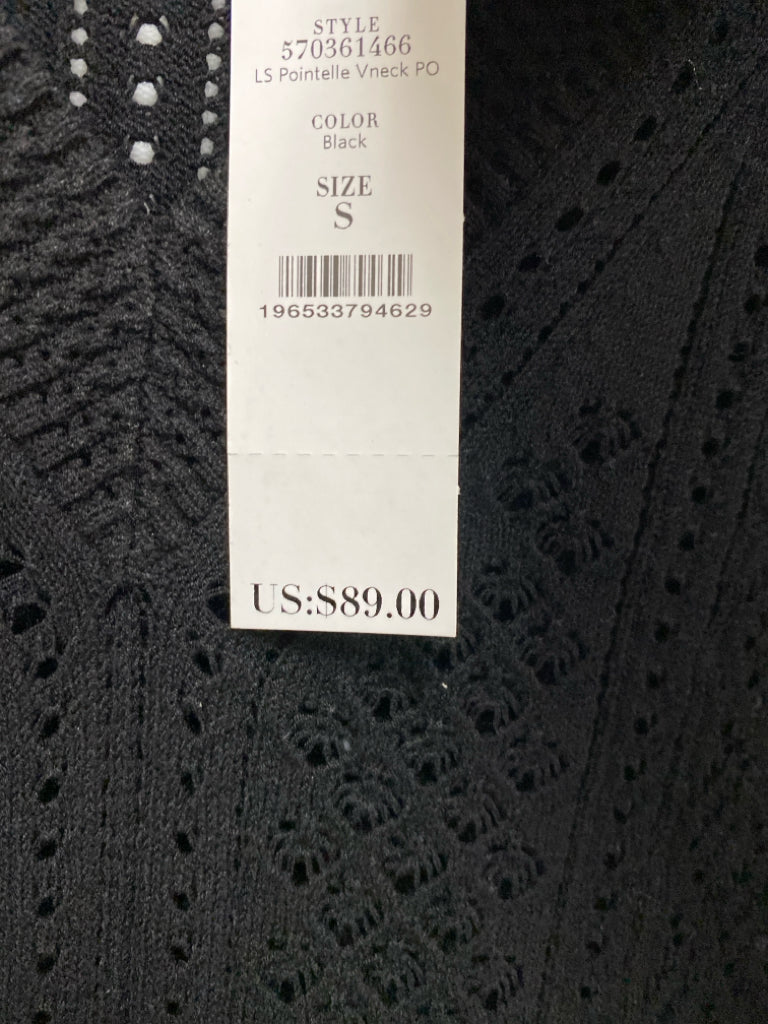 STYLE
570361466
LS Pointelle Vneck PO
COLOR
Black
SIZE
S
196533794629
US:$89.00